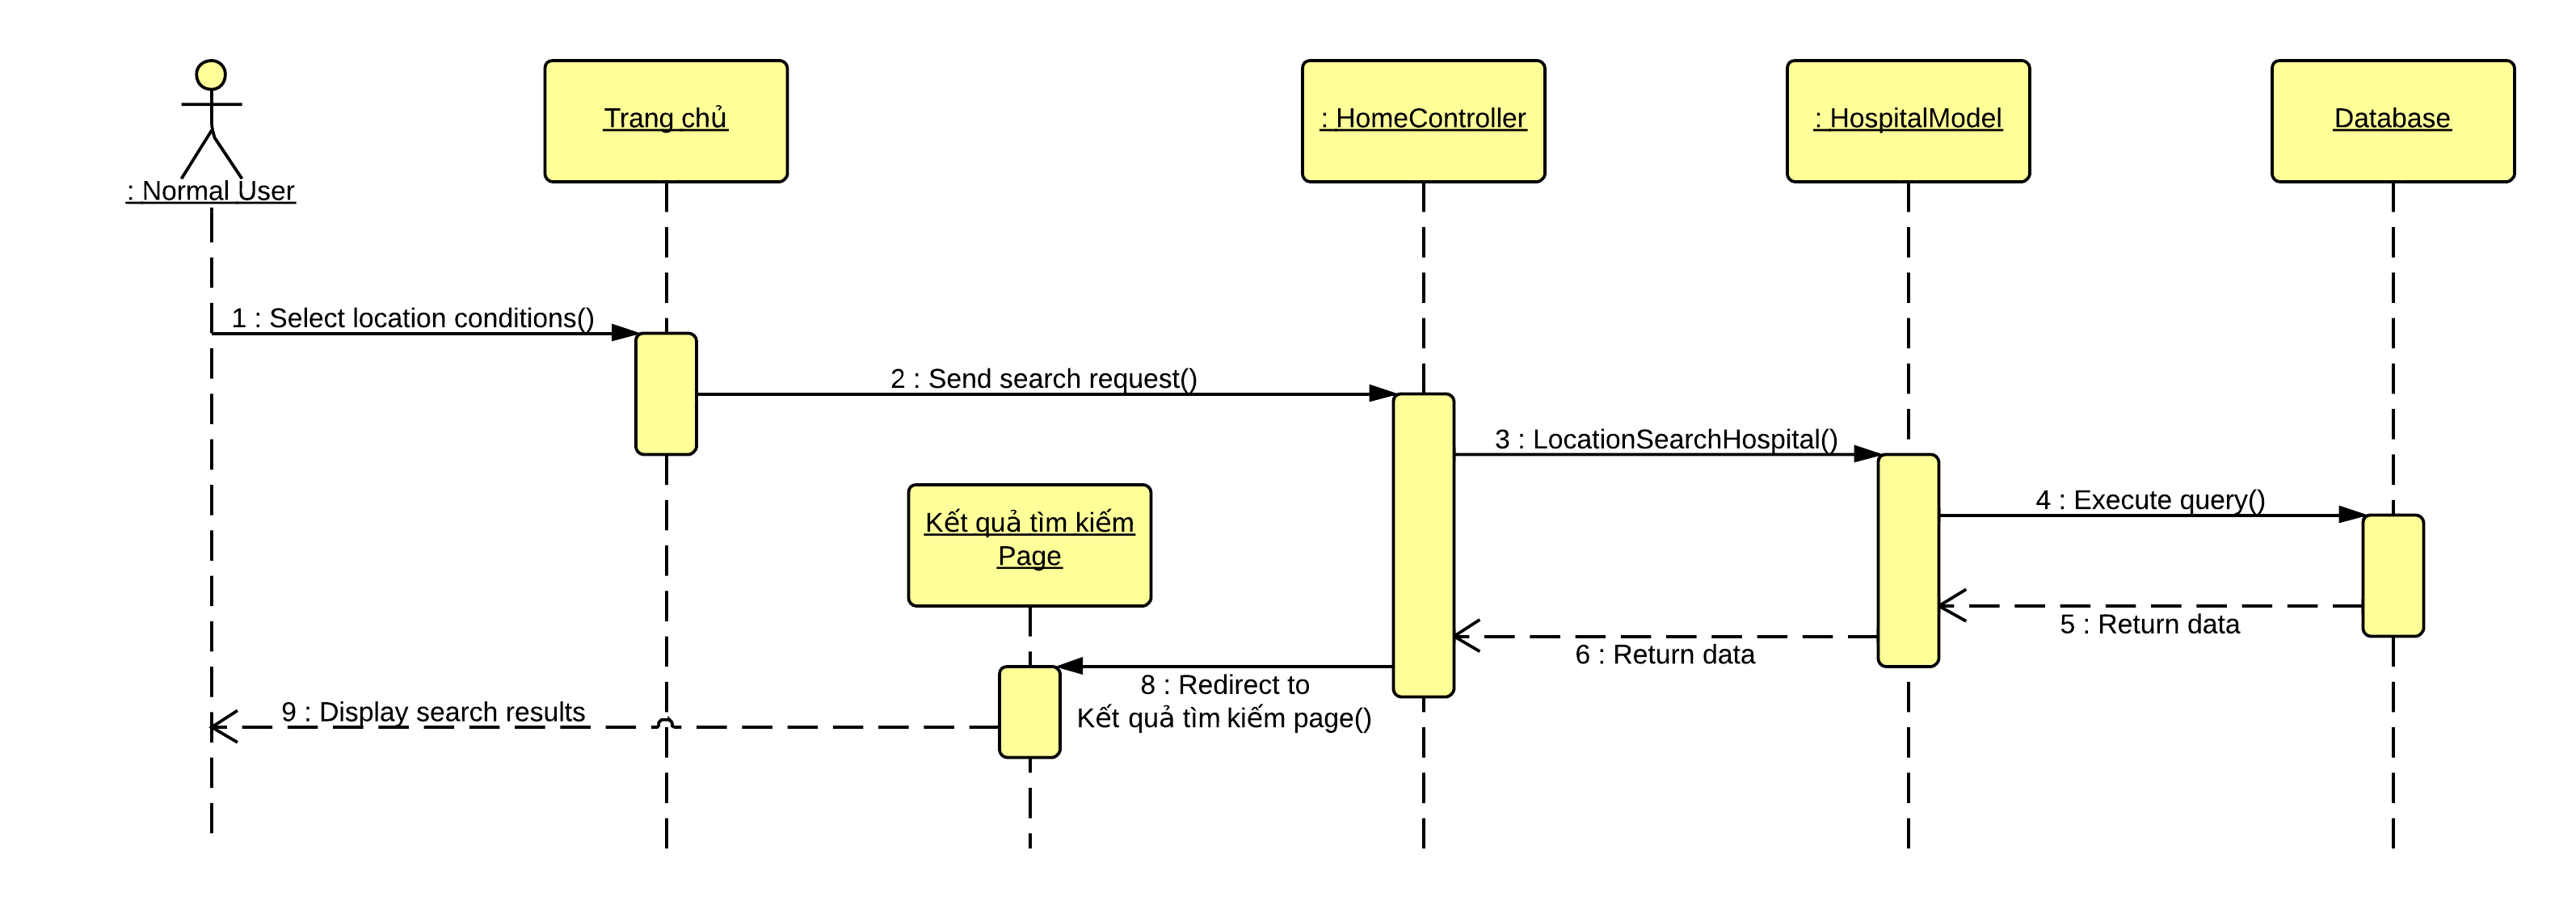 : Normal User
Trang chủ
: HomeController
: HospitalModel
Database
1 : Select location conditions()
2 : Send search request()
3 : LocationSearchHospital()
4 : Execute query()
Kết quả tìm kiếm
Page
5 : Return data
6 : Return data
8 : Redirect to
Kết quả tìm kiếm page()
9 : Display search results